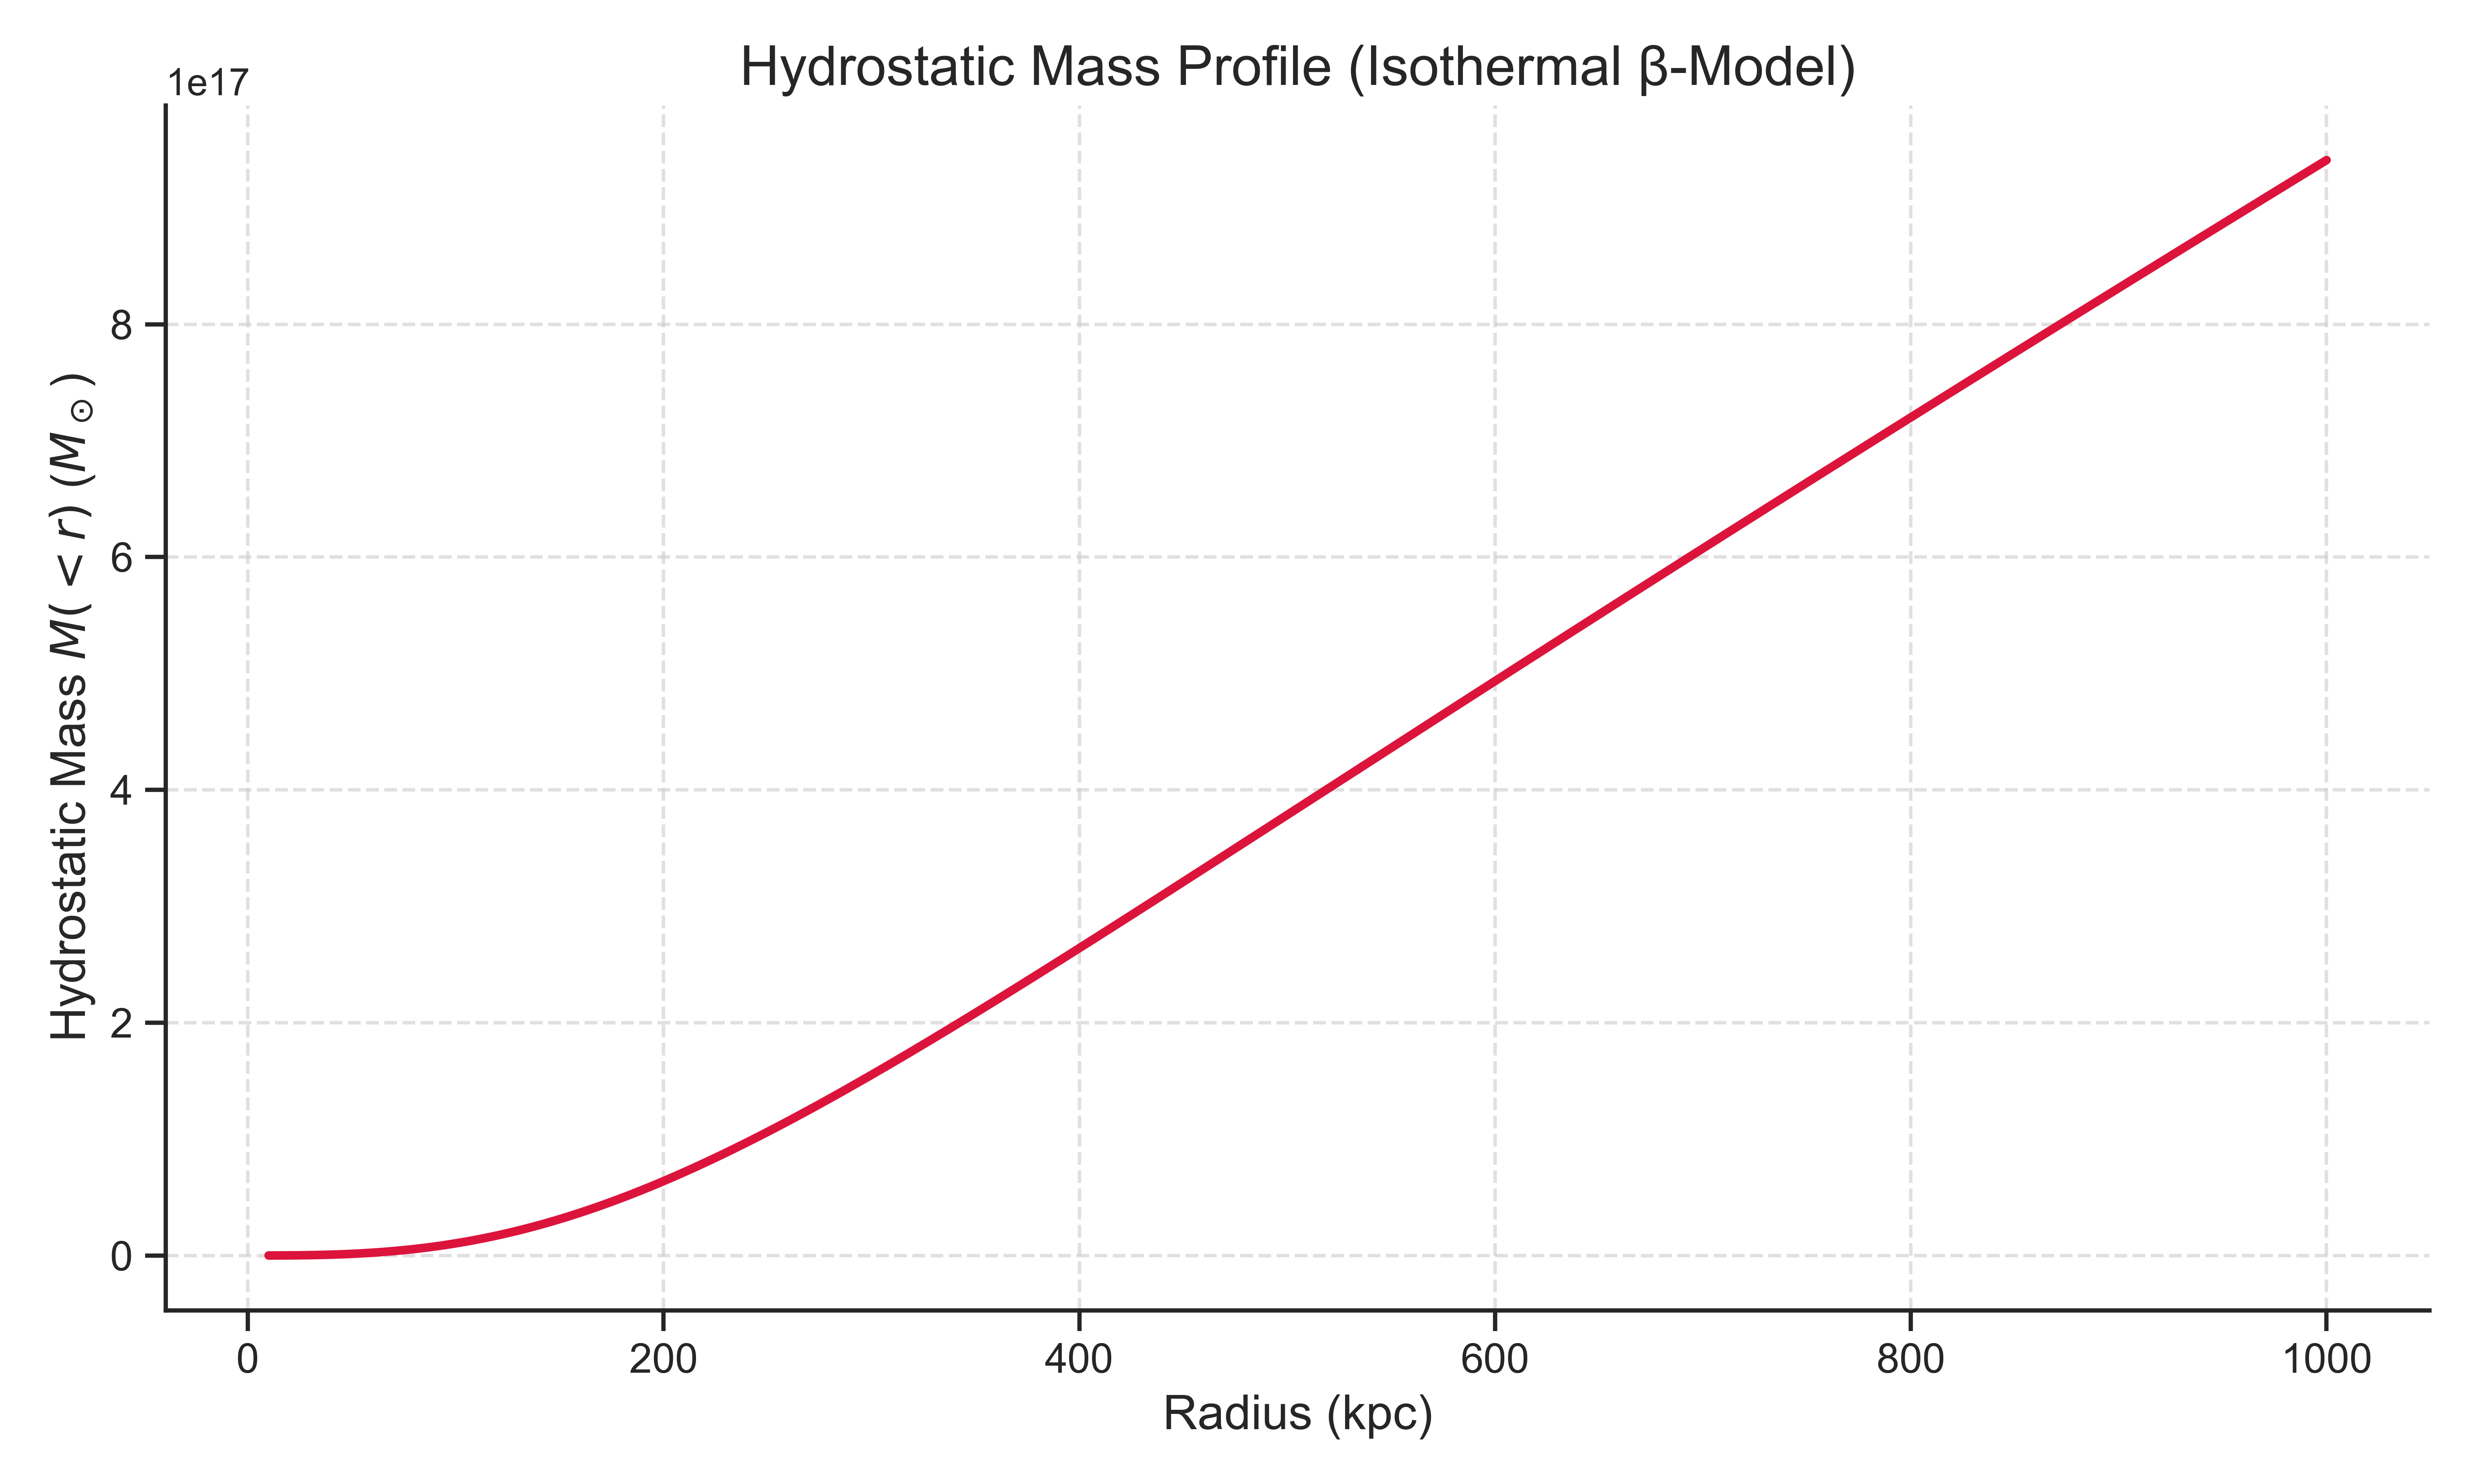 Hydrostatic Mass Profile (Isothermal β-Model)
1e17
Hydrostatic Mass M( < r) (M⊙)
8
6
4
2
0
0 200 400 600 800 1000
Radius (kpc)